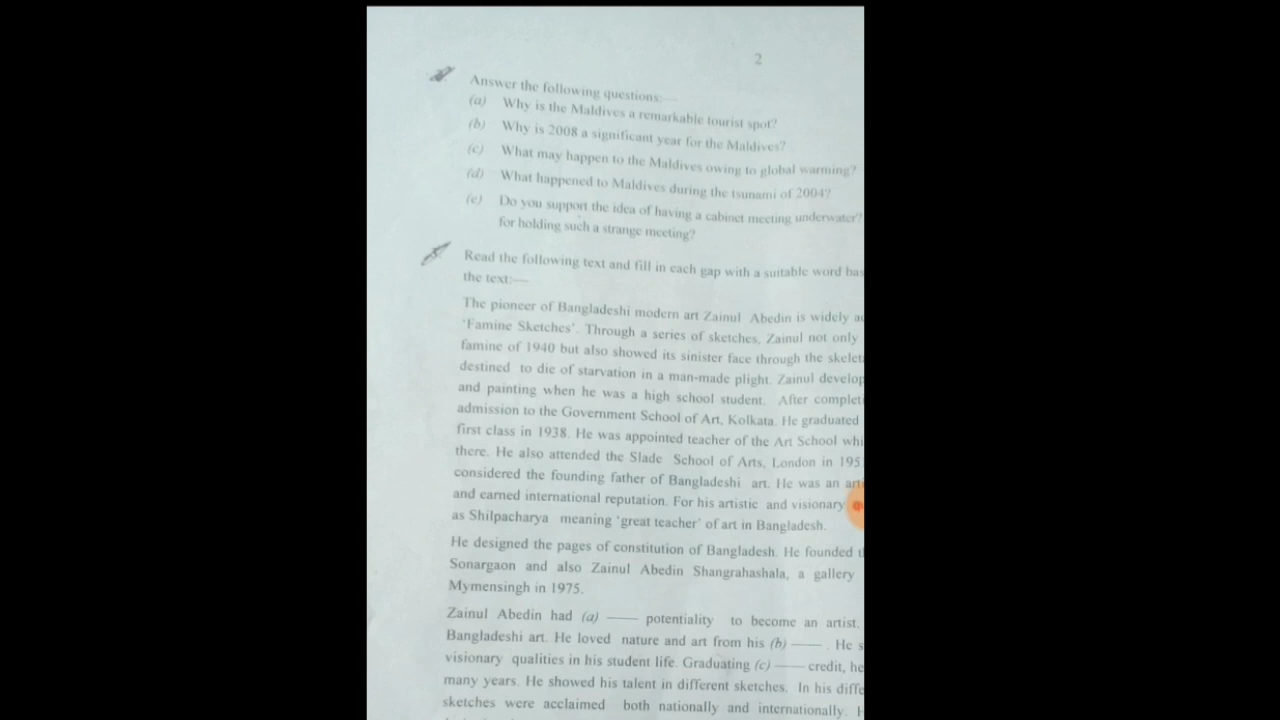 2
Answer the following questions:—
(a) Why is the Maldives a remarkable tourist spot?
(b) Why is 2008 a significant year for the Maldives?
(c) What may happen to the Maldives owing to global warming?
(d) What happened to Maldives during the tsunami of 2004?
(e) Do you support the idea of having a cabinet meeting underwater?
for holding such a strange meeting?
Read the following text and fill in each gap with a suitable word bas
the text:—
The pioneer of Bangladeshi modern art Zainul Abedin is widely
'Famine Sketches'. Through a series of sketches, Zainul not only
famine of 1940 but also showed its sinister face through the skelet
destined to die of starvation in a man-made plight. Zainul develop
and painting when he was a high school student. After completi
admission to the Government School of Art, Kolkata. He graduated
first class in 1938. He was appointed teacher of the Art School whi
there. He also attended the Slade School of Arts, London in 195
considered the founding father of Bangladeshi art. He was an
and earned international reputation. For his artistic and visionary
as Shilpacharya meaning 'great teacher' of art in Bangladesh.
He designed the pages of constitution of Bangladesh. He founded t
Sonargaon and also Zainul Abedin Shangrahashala, a gallery
Mymensingh in 1975.
Zainul Abedin had (a) —— potentiality to become an artist.
Bangladeshi art. He loved nature and art from his (b) —— . He s
visionary qualities in his student life. Graduating (c) —— credit, he
many years. He showed his talent in different sketches. In his diffe
sketches were acclaimed both nationally and internationally. H